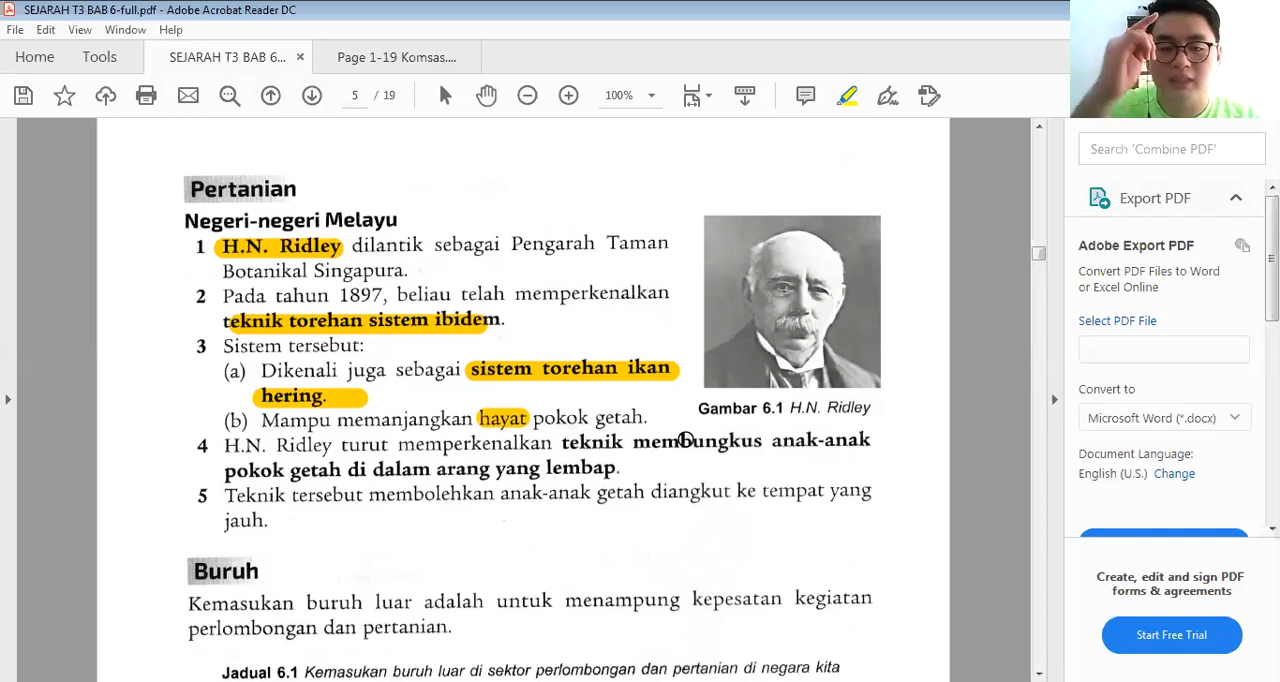 SEJARAH T3 BAB 6-full.pdf - Adobe Acrobat Reader DC
File Edit View Window Help
Home Tools SEJARAH T3 BAB 6... × Page 1-19 Komsas....
5 / 19 100%
Pertanian
Negeri-negeri Melayu
1 H.N. Ridley dilantik sebagai Pengarah Taman
Botanikal Singapura.
2 Pada tahun 1897, beliau telah memperkenalkan
teknik torehan sistem ibidem.
3 Sistem tersebut:
(a) Dikenali juga sebagai sistem torehan ikan
hering.
(b) Mampu memanjangkan hayat pokok getah.
Gambar 6.1 H.N. Ridley
4 H.N. Ridley turut memperkenalkan teknik membungkus anak-anak
pokok getah di dalam arang yang lembap.
5 Teknik tersebut membolehkan anak-anak getah diangkut ke tempat yang
jauh.
Buruh
Kemasukan buruh luar adalah untuk menampung kepesatan kegiatan
perlombongan dan pertanian.
Jadual 6.1 Kemasukan buruh luar di sektor perlombongan dan pertanian di negara kita
Search 'Combine PDF'
Export PDF
Adobe Export PDF
Convert PDF Files to Word
or Excel Online
Select PDF File
Convert to
Microsoft Word (*.docx)
Document Language:
English (U.S.) Change
Create, edit and sign PDF
forms & agreements
Start Free Trial